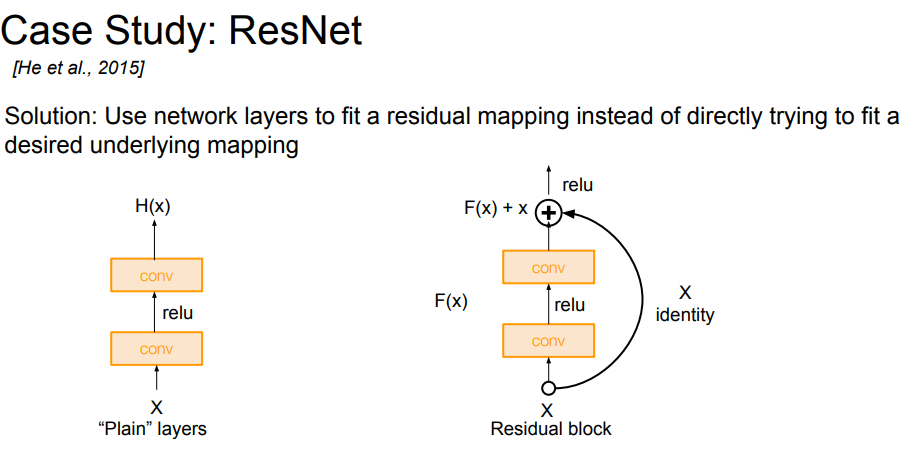 Case Study: ResNet
[He et al., 2015]
Solution: Use network layers to fit a residual mapping instead of directly trying to fit a
desired underlying mapping
H(x)
conv
relu
conv
X
“Plain” layers
relu
F(x) + x
conv
F(x)
relu
conv
X
identity
X
Residual block